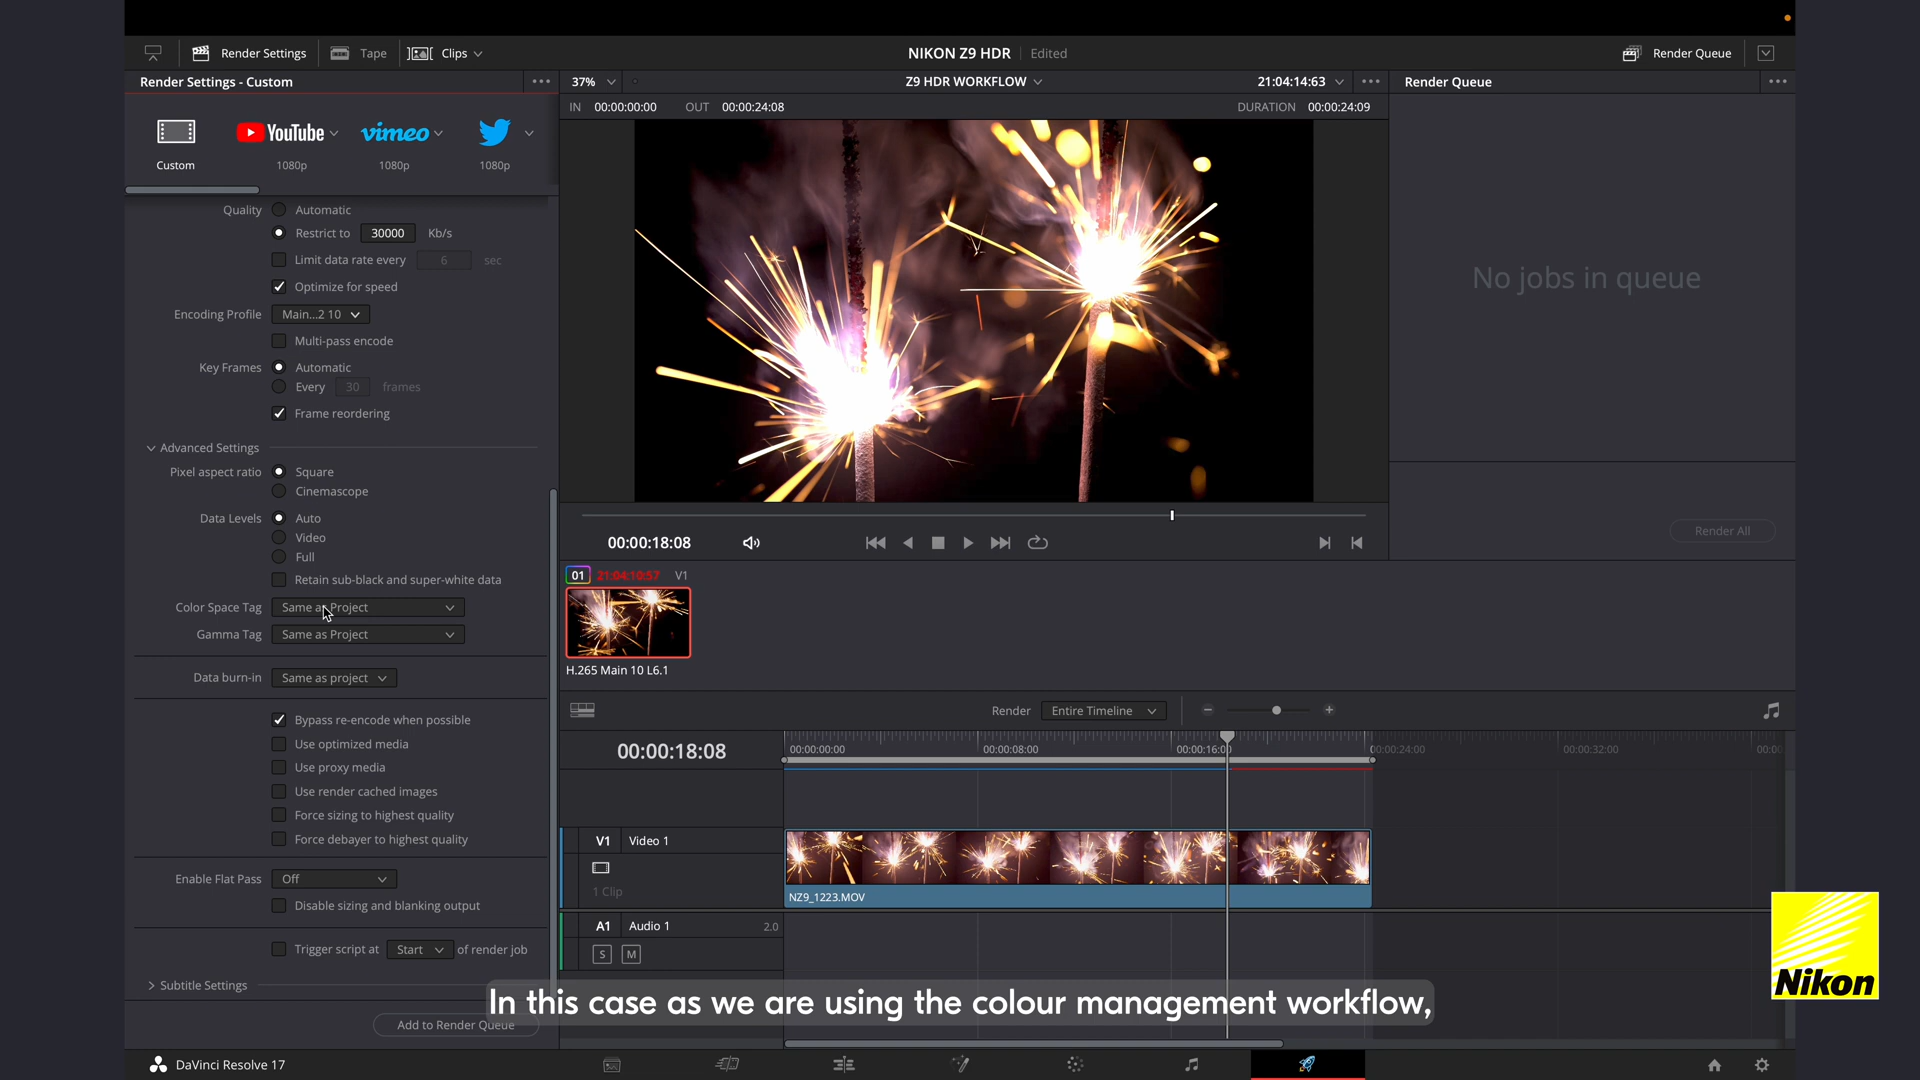 Render Settings
Tape
Clips
NIKON Z9 HDR
Edited
Render Queue
Render Settings - Custom
37%
Z9 HDR WORKFLOW
21:04:14:63
Render Queue
IN 00:00:00:00 OUT 00:00:24:08
DURATION 00:00:24:09
YouTube
vimeo
Custom
1080p
1080p
1080p
Quality Automatic
Restrict to 30000 Kb/s
Limit data rate every 6 sec
Optimize for speed
Encoding Profile Main...2 10
Multi-pass encode
Key Frames Automatic
Every 30 frames
Frame reordering
Advanced Settings
Pixel aspect ratio Square
Cinemascope
Data Levels Auto
Video
Full
Retain sub-black and super-white data
Color Space Tag Same as Project
Gamma Tag Same as Project
Data burn-in Same as project
Bypass re-encode when possible
Use optimized media
Use proxy media
Use render cached images
Force sizing to highest quality
Force debayer to highest quality
Enable Flat Pass Off
Disable sizing and blanking output
Trigger script at Start of render job
Subtitle Settings
Add to Render Queue
No jobs in queue
Render All
00:00:18:08
01 21:04:10:57 V1
H.265 Main 10 L6.1
Render Entire Timeline
00:00:18:08
00:00:00:00
00:00:08:00
00:00:16:00
00:00:24:00
00:00:32:00
00:00
V1 Video 1
1 Clip
NZ9_1223.MOV
A1 Audio 1 2.0
S M
In this case as we are using the colour management workflow,
Nikon
DaVinci Resolve 17